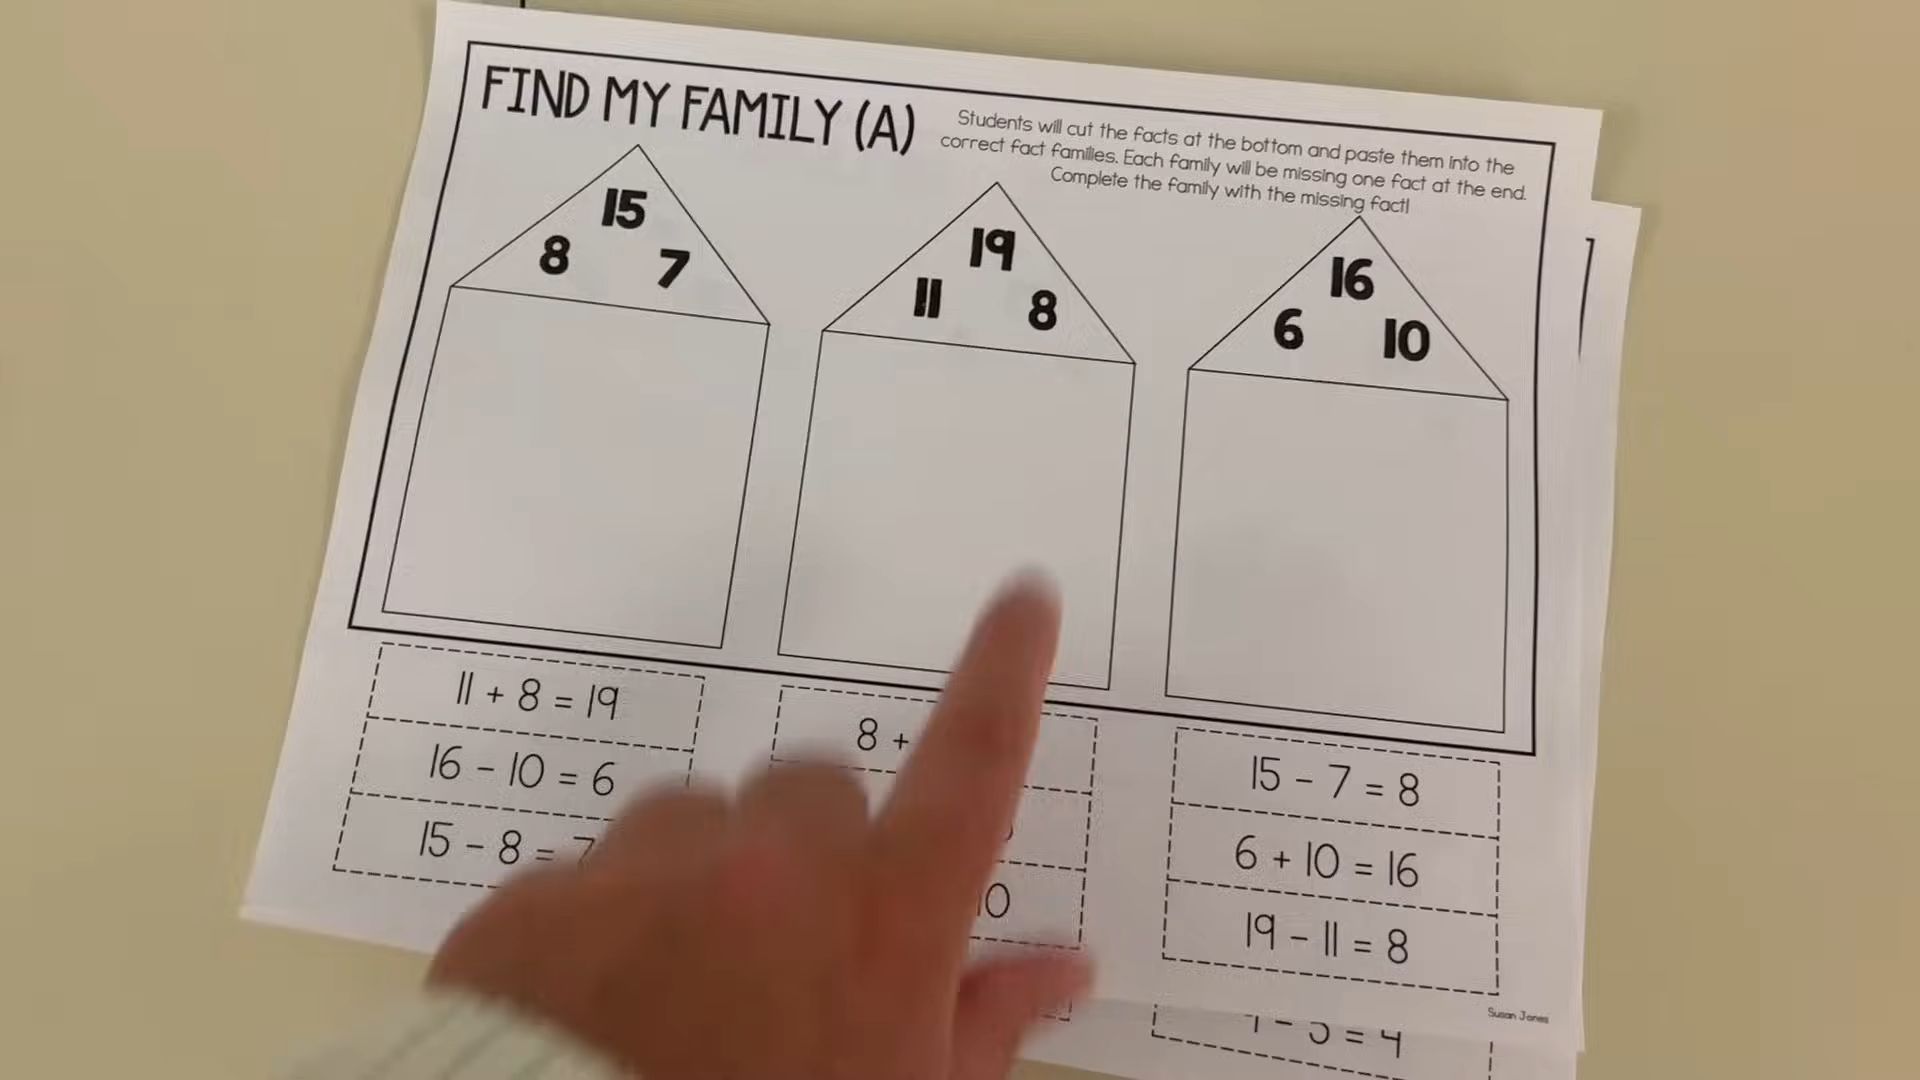 FIND MY FAMILY (A)
Students will cut the facts at the bottom and paste them into the
correct fact families. Each family will be missing one fact at the end.
Complete the family with the missing fact!
15
8 7
19
11 8
16
6 10
11 + 8 = 19
16 - 10 = 6
15 - 8 = 7
8 +
10
15 - 7 = 8
6 + 10 = 16
19 - 11 = 8
Susan Jones
= 4